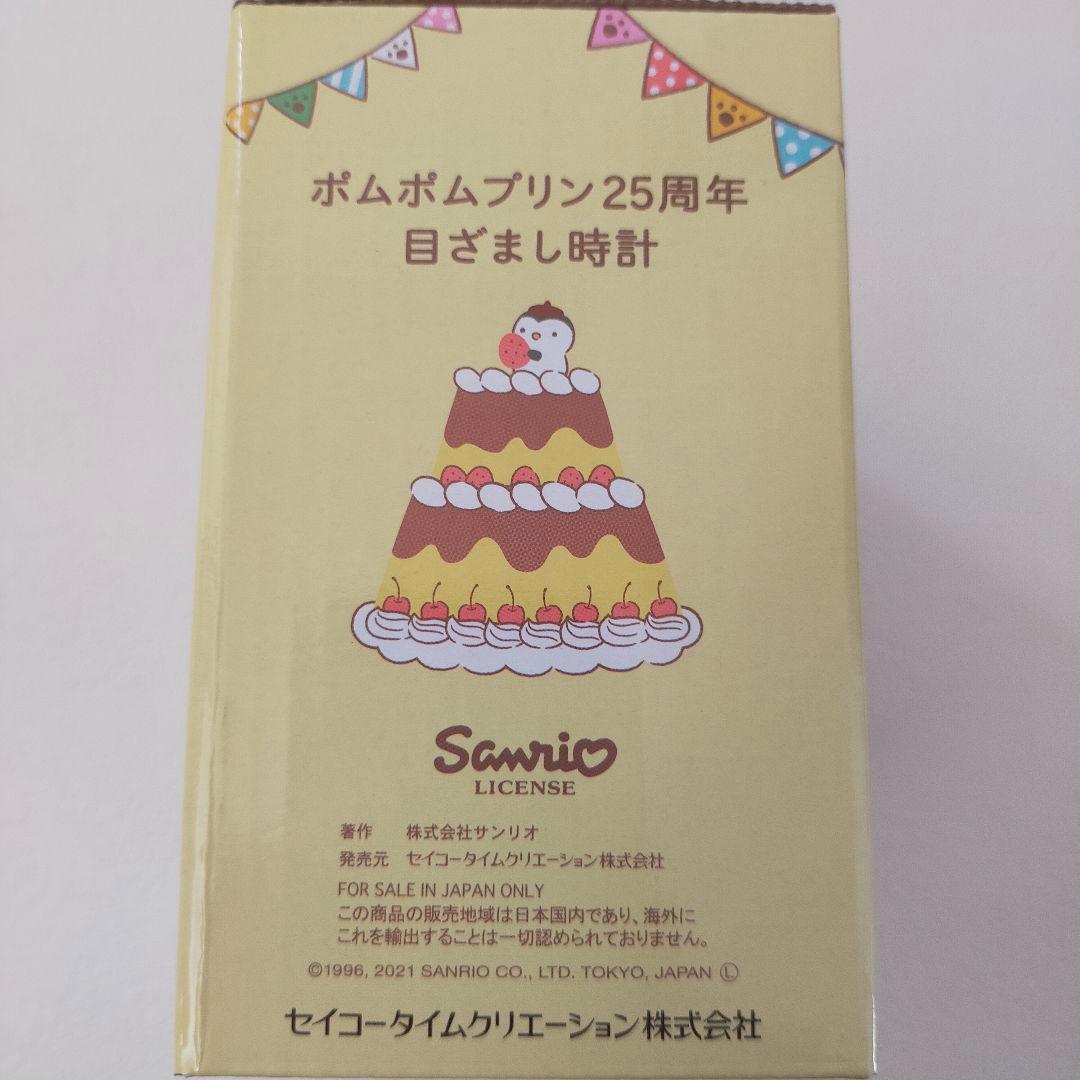 ポムポムプリン25周年
目ざまし時計
Sanrio
LICENSE
著作 株式会社サンリオ
発売元 セイコータイムクリエーション株式会社
FOR SALE IN JAPAN ONLY
この商品の販売地域は日本国内であり、海外に
これを輸出することは一切認められておりません。
©1996, 2021 SANRIO CO., LTD. TOKYO, JAPAN Ⓛ
セイコータイムクリエーション株式会社